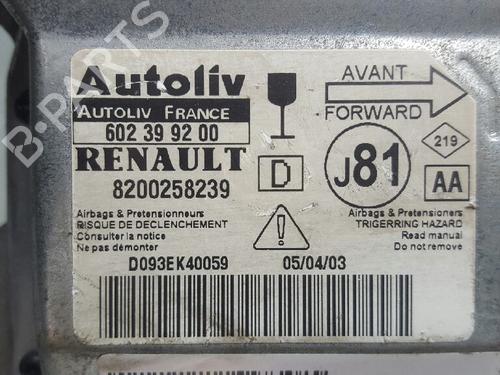 Autoliv
AUTOLIV FRANCE
602 39 92 00
RENAULT
8200258239
AVANT
FORWARD
D
J81
219
AA
Airbags & Pretensionneurs
RISQUE DE DECLENCHEMENT
Consulter la notice
Ne pas démonter
Airbags & Pretensioners
TRIGERRING HAZARD
Read manual
Do not remove
D093EK40059
05/04/03
B-PARTS